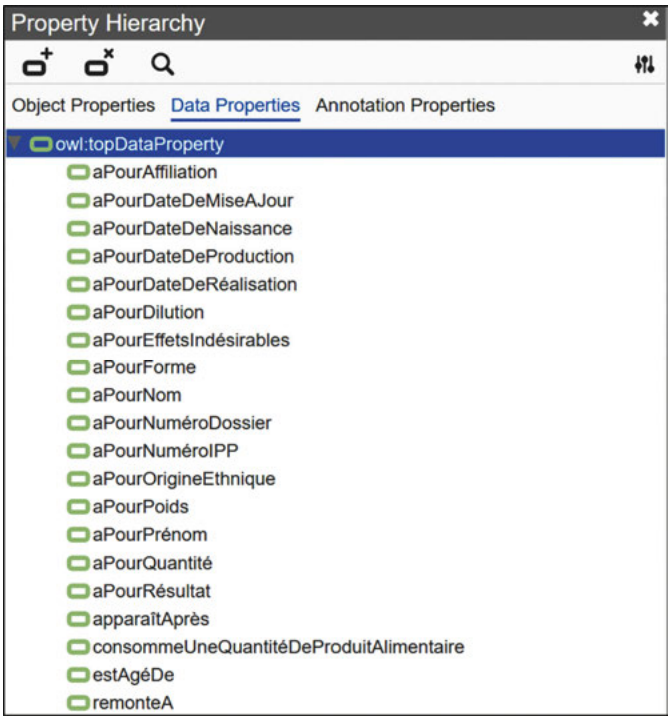 Property Hierarchy
Object Properties Data Properties Annotation Properties
owl:topDataProperty
aPourAffiliation
aPourDateDeMiseAJour
aPourDateDeNaissance
aPourDateDeProduction
aPourDateDeRéalisation
aPourDilution
aPourEffetsIndésirables
aPourForme
aPourNom
aPourNuméroDossier
aPourNuméroIPP
aPourOrigineEthnique
aPourPoids
aPourPrénom
aPourQuantité
aPourRésultat
apparaîtAprès
consommeUneQuantitéDeProduitAlimentaire
estAgéDe
remonteA